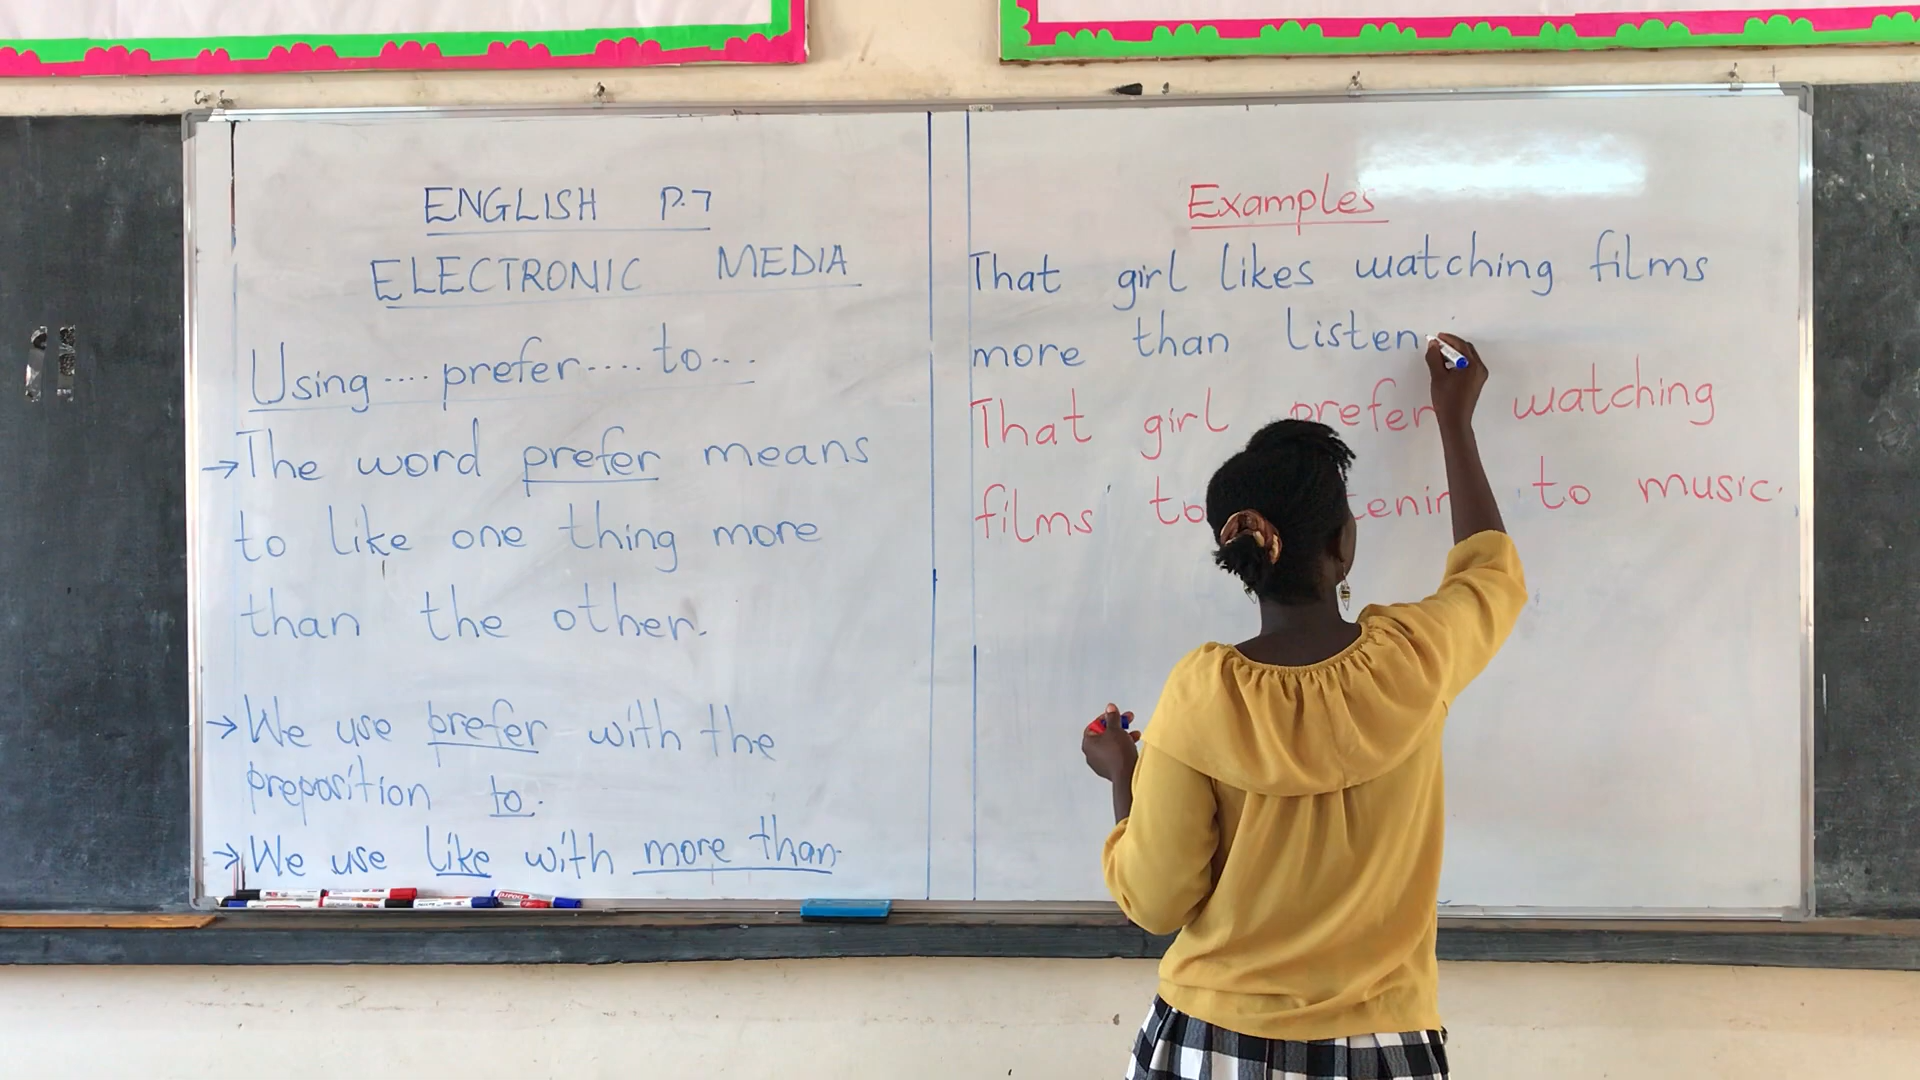 ENGLISH P.7
ELECTRONIC MEDIA
Using .... prefer .... to ...
→The word prefer means
to like one thing more
than the other.
→We use prefer with the
preposition to.
→We use like with more than.
Examples
That girl likes watching films
more than listen
That girl prefer watching
films to to music.